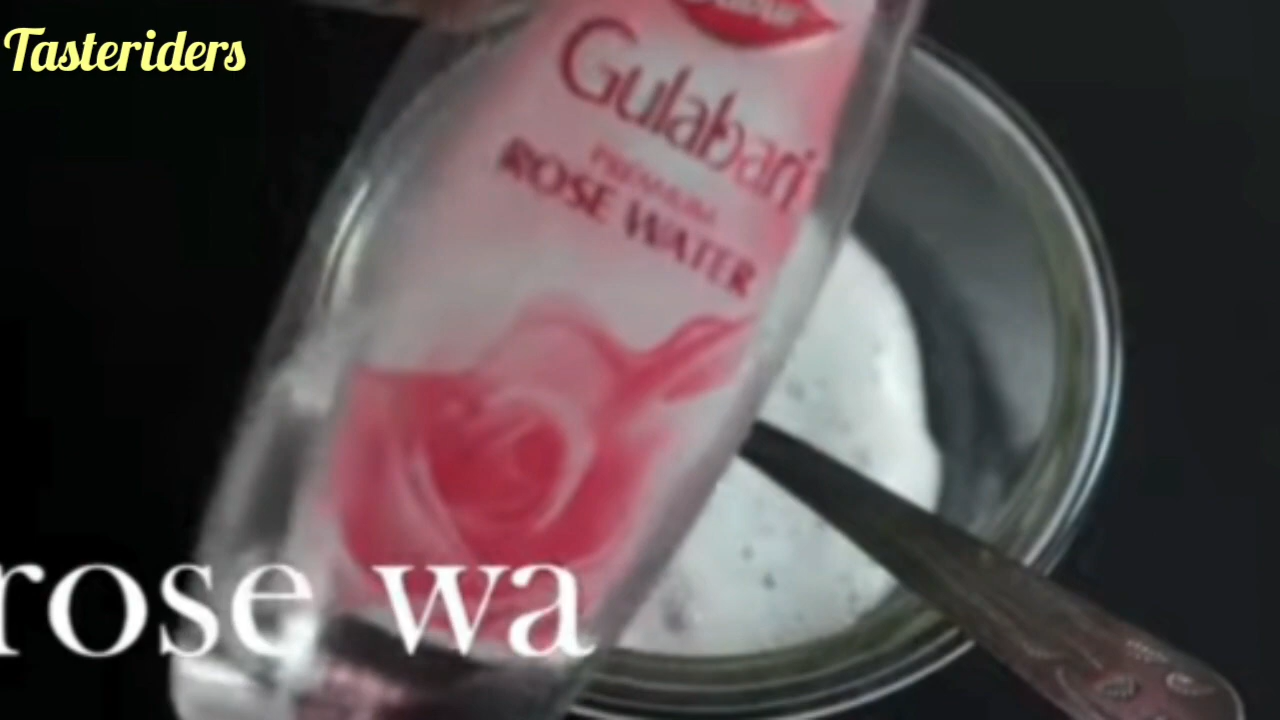 Tasteriders
Gulabari
PREMIUM
ROSE WATER
rose wa